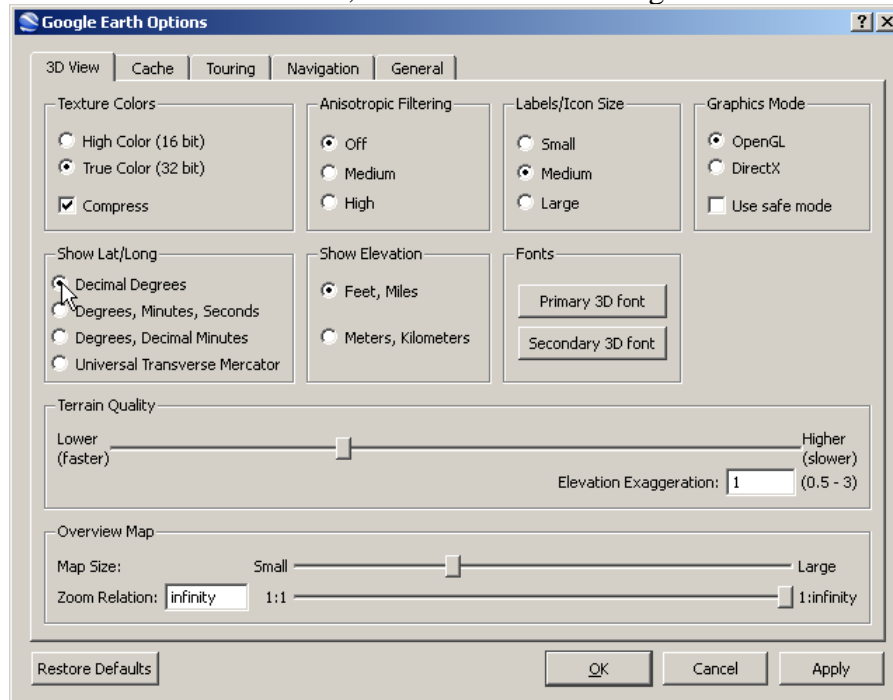 Google Earth Options
3D View Cache Touring Navigation General
Texture Colors
High Color (16 bit)
True Color (32 bit)
Compress
Anisotropic Filtering
Off
Medium
High
Labels/Icon Size
Small
Medium
Large
Graphics Mode
OpenGL
DirectX
Use safe mode
Show Lat/Long
Decimal Degrees
Degrees, Minutes, Seconds
Degrees, Decimal Minutes
Universal Transverse Mercator
Show Elevation
Feet, Miles
Meters, Kilometers
Fonts
Primary 3D font
Secondary 3D font
Terrain Quality
Lower
(faster)
Higher
(slower)
Elevation Exaggeration: 1 (0.5 - 3)
Overview Map
Map Size: Small Large
Zoom Relation: infinity 1:1 1:infinity
Restore Defaults OK Cancel Apply